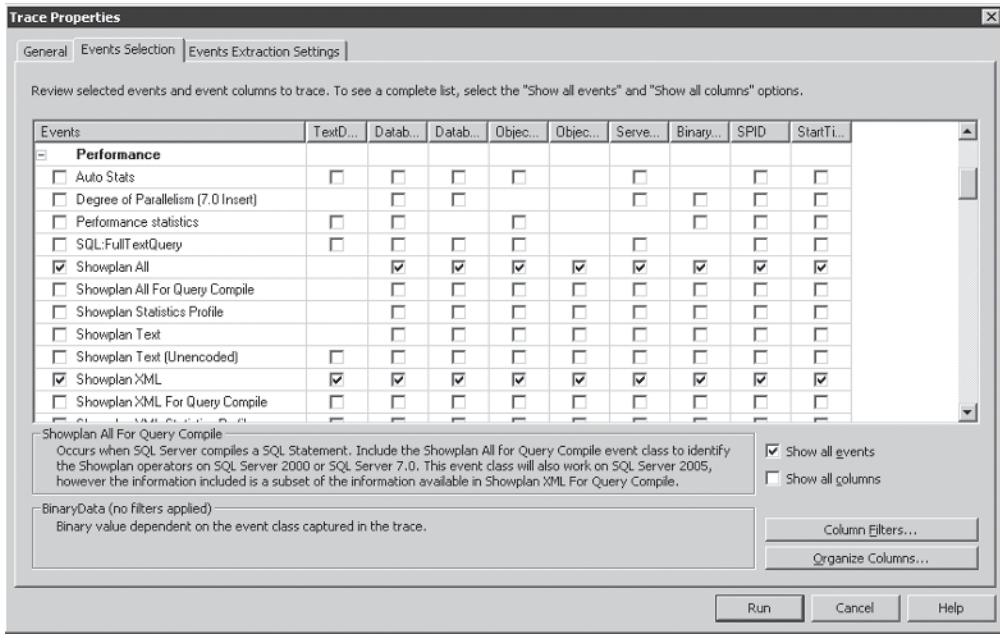 Trace Properties
General Events Selection Events Extraction Settings
Review selected events and event columns to trace. To see a complete list, select the "Show all events" and "Show all columns" options.
Events TextD... Datab... Datab... Objec... Objec... Serve... Binary... SPID StartTi...
Performance
Auto Stats
Degree of Parallelism (7.0 Insert)
Performance statistics
SQL:FullTextQuery
Showplan All
Showplan All For Query Compile
Showplan Statistics Profile
Showplan Text
Showplan Text (Unencoded)
Showplan XML
Showplan XML For Query Compile
Showplan All For Query Compile
Occurs when SQL Server compiles a SQL Statement. Include the Showplan All for Query Compile event class to identify
the Showplan operators on SQL Server 2000 or SQL Server 7.0. This event class will also work on SQL Server 2005,
however the information included is a subset of the information available in Showplan XML For Query Compile.
Show all events
Show all columns
BinaryData (no filters applied)
Binary value dependent on the event class captured in the trace.
Column Filters...
Organize Columns...
Run Cancel Help